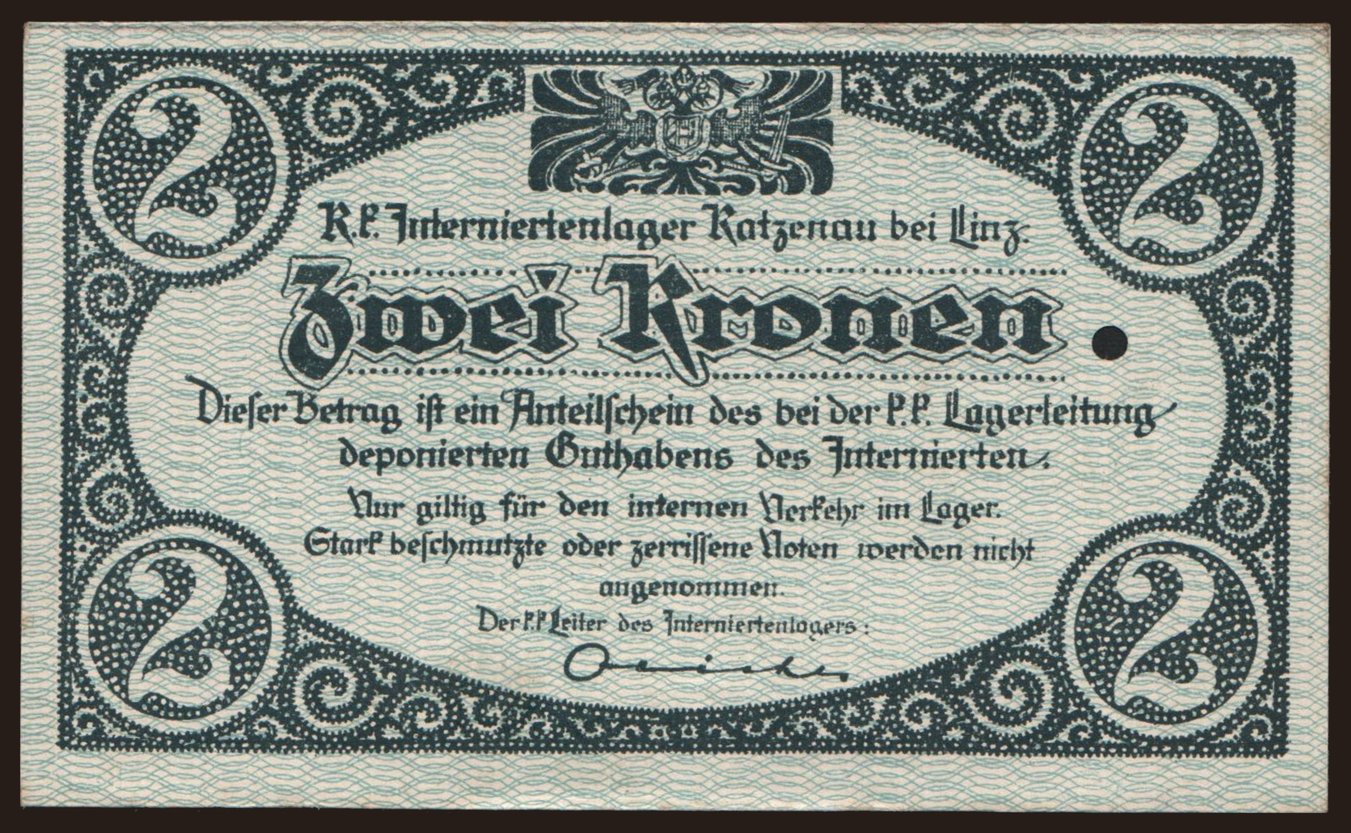 2 2
K.k. Interniertenlager Katzenau bei Linz.
Zwei Kronen
Dieser Betrag ist ein Anteilschein des bei der k.k. Lagerleitung
deponierten Guthabens des Internierten.
Nur giltig für den internen Verkehr im Lager.
Stark beschmutzte oder zerrissene Noten werden nicht
angenommen.
Der k.k. Leiter des Interniertenlagers:
2 2